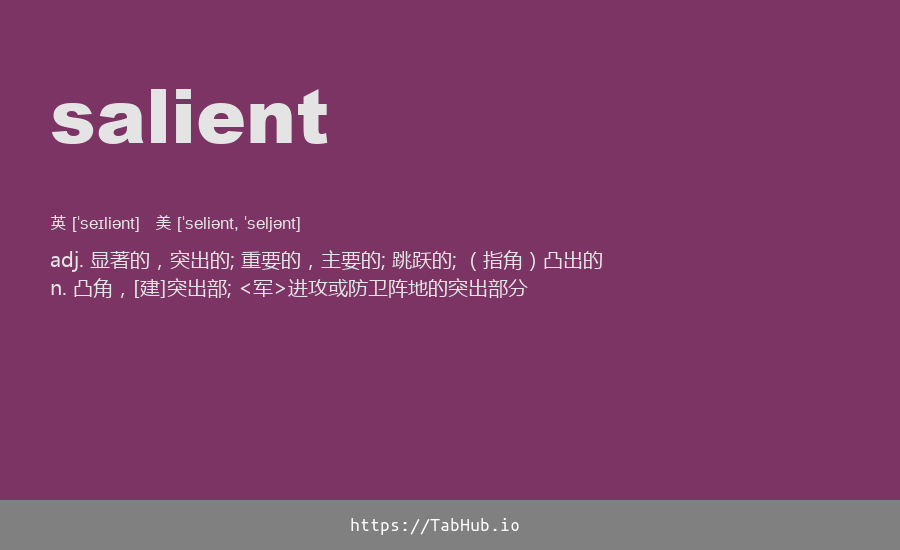 salient
英 [ˈseɪliənt]   美 [ˈseliənt, ˈseljənt]
adj. 显著的，突出的; 重要的，主要的; 跳跃的; （指角）凸出的
n. 凸角，[建]突出部; <军>进攻或防卫阵地的突出部分
https://TabHub.io